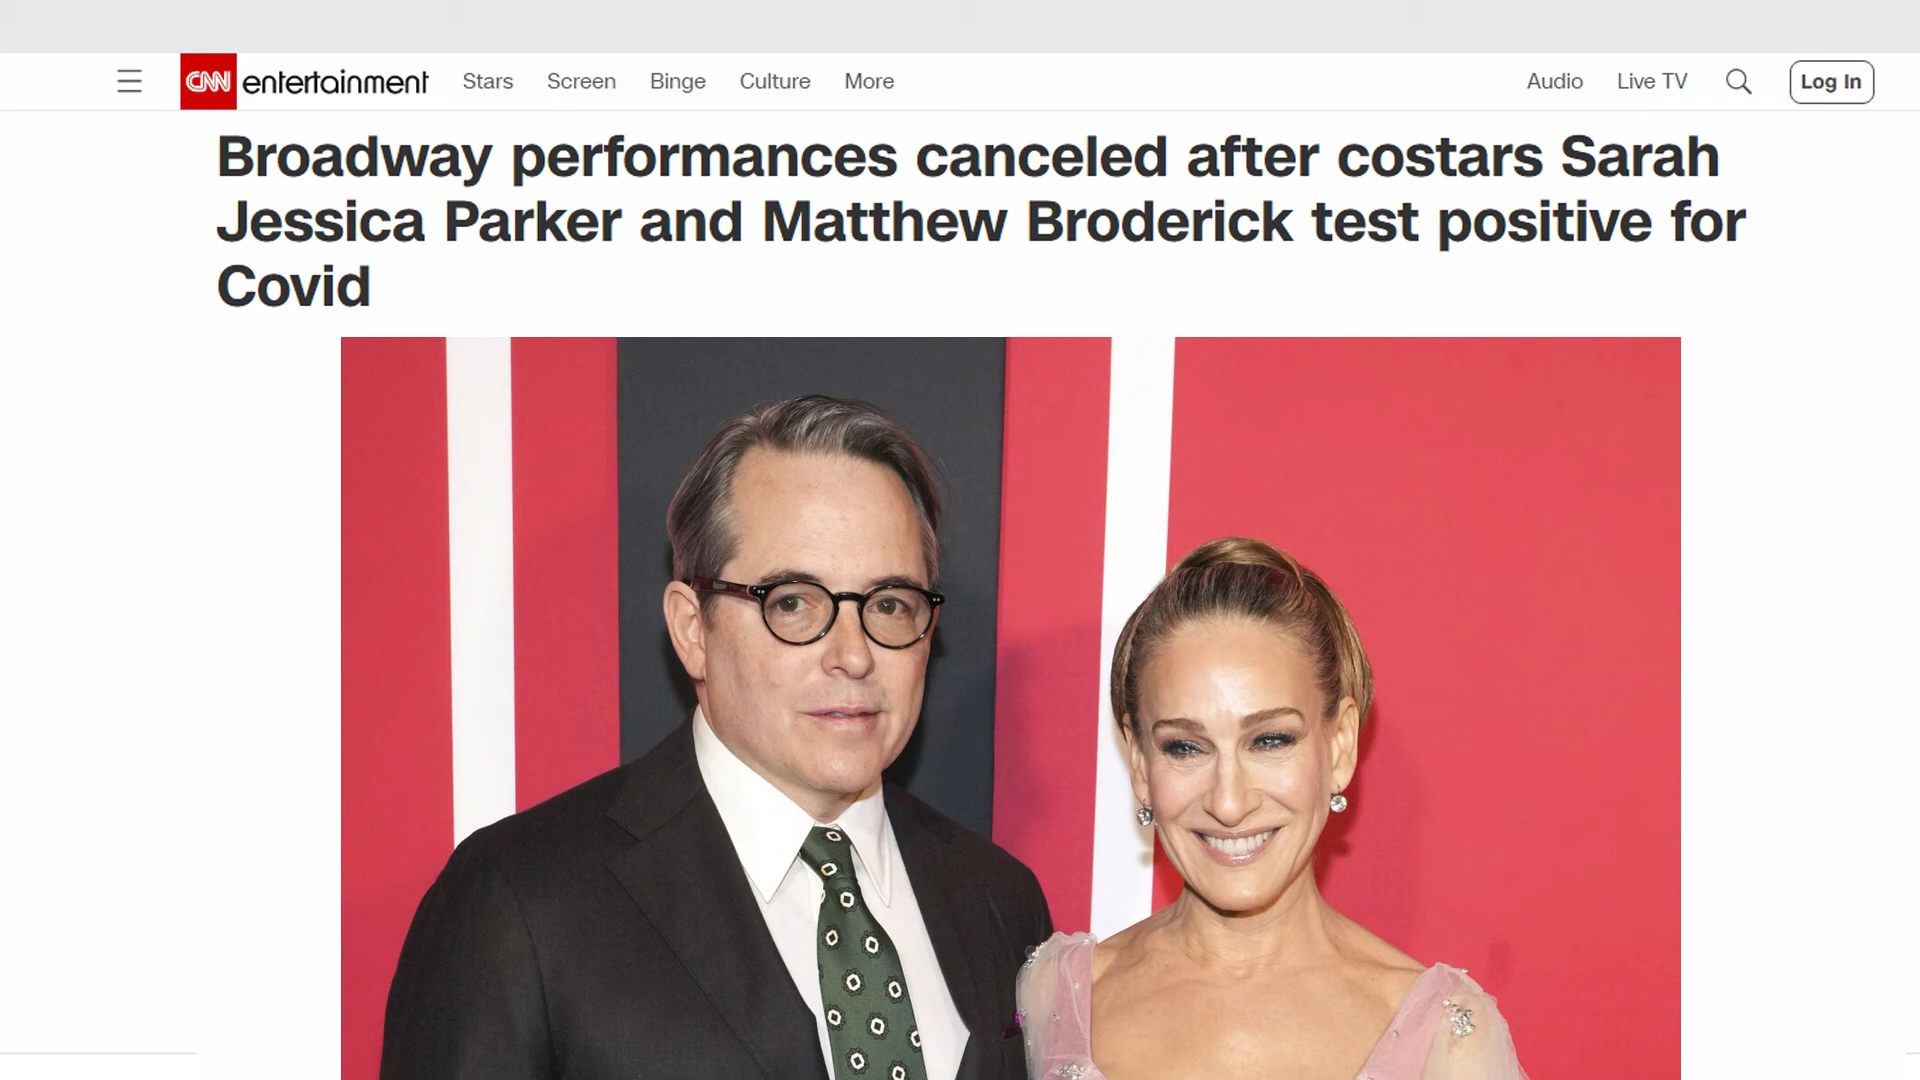 CNN entertainment Stars Screen Binge Culture More Audio Live TV Log In
Broadway performances canceled after costars Sarah
Jessica Parker and Matthew Broderick test positive for
Covid